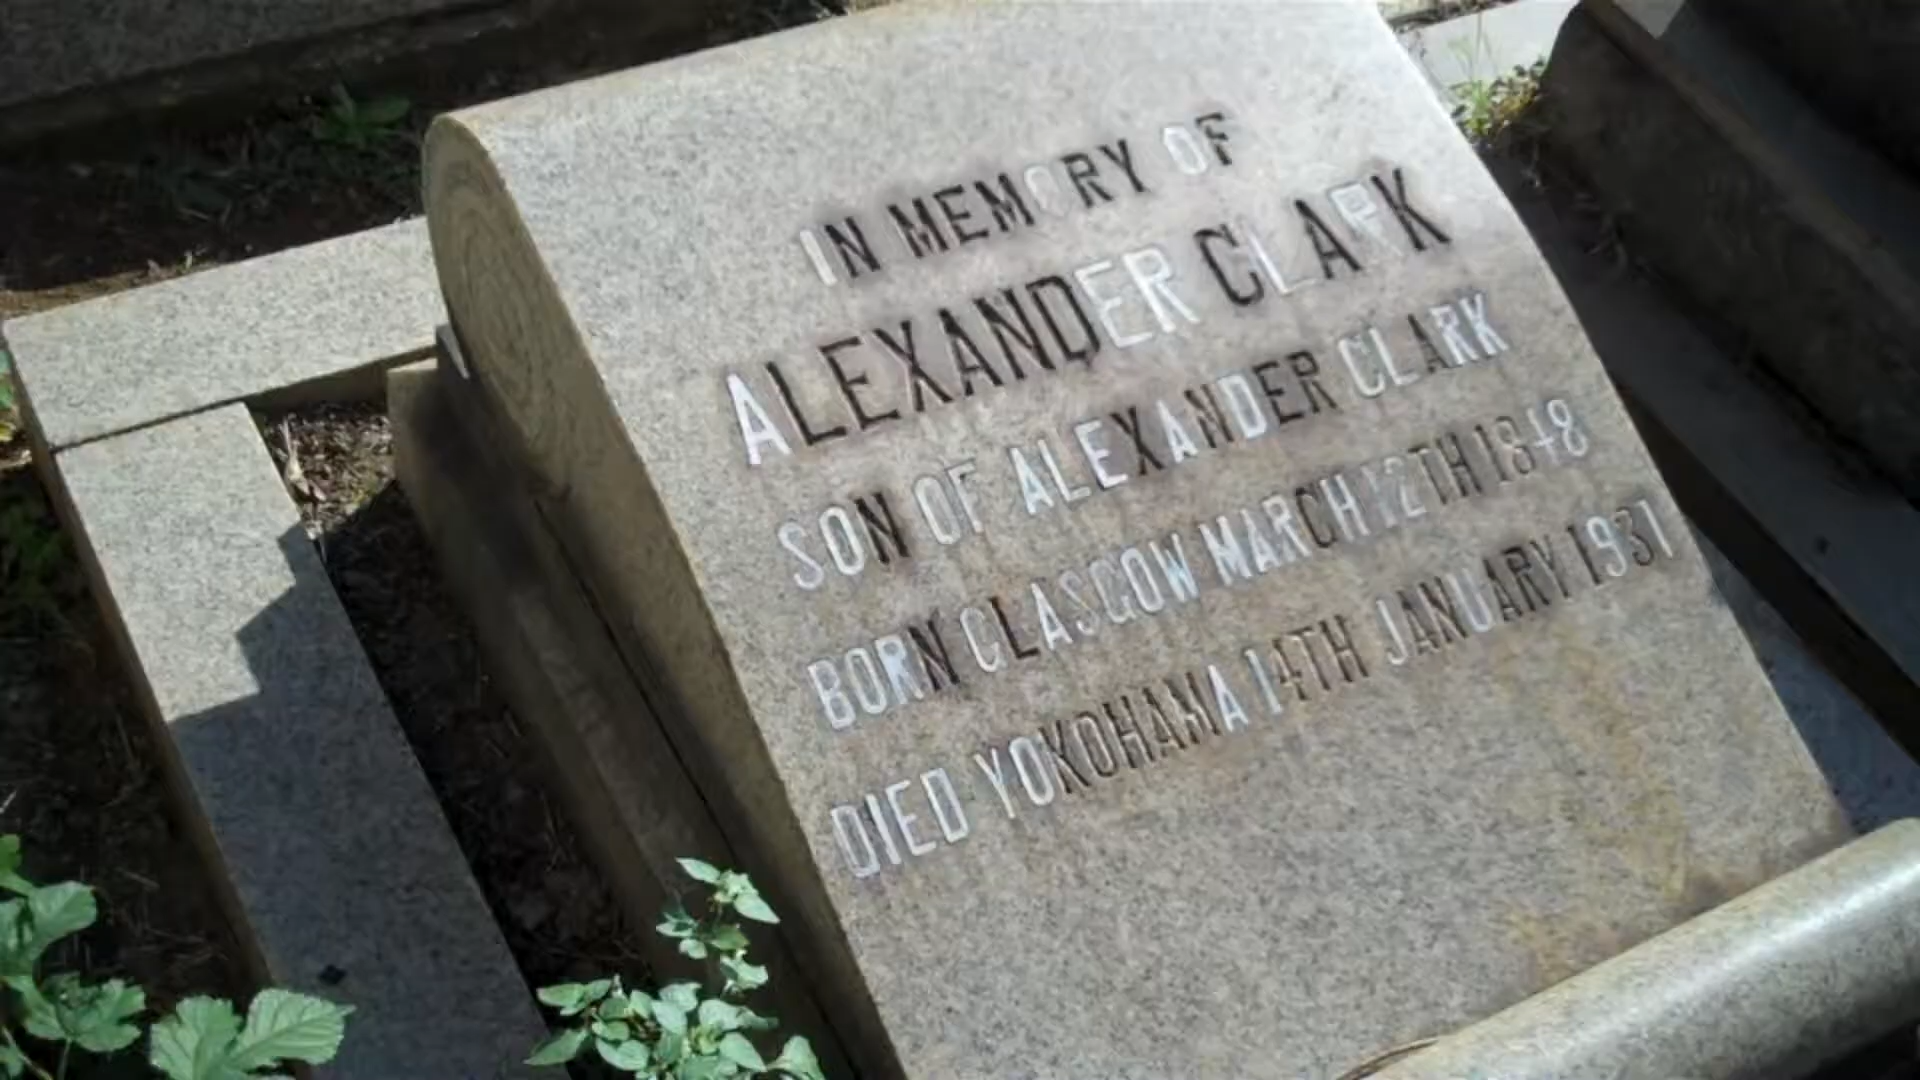 IN MEMORY OF
ALEXANDER CLARK
SON OF ALEXANDER CLARK
BORN GLASGOW MARCH 12TH 1848
DIED YOKOHAMA 14TH JANUARY 1931